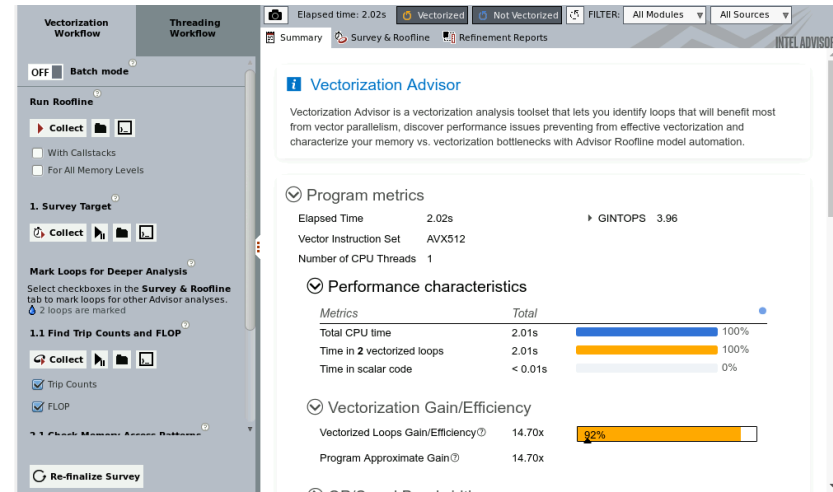 Vectorization
Workflow
Threading
Workflow
OFF Batch mode ?
Run Roofline ?
Collect
With Callstacks
For All Memory Levels
1. Survey Target ?
Collect
Mark Loops for Deeper Analysis ?
Select checkboxes in the Survey & Roofline
tab to mark loops for other Advisor analyses.
2 loops are marked
1.1 Find Trip Counts and FLOP ?
Collect
Trip Counts
FLOP
2.1 Check Memory Access Patterns ?
Re-finalize Survey
Elapsed time: 2.02s Vectorized Not Vectorized FILTER: All Modules All Sources
Summary Survey & Roofline Refinement Reports
INTEL ADVISOR
i Vectorization Advisor
Vectorization Advisor is a vectorization analysis toolset that lets you identify loops that will benefit most
from vector parallelism, discover performance issues preventing from effective vectorization and
characterize your memory vs. vectorization bottlenecks with Advisor Roofline model automation.
Program metrics
Elapsed Time 2.02s GINTOPS 3.96
Vector Instruction Set AVX512
Number of CPU Threads 1
Performance characteristics
Metrics Total
Total CPU time 2.01s 100%
Time in 2 vectorized loops 2.01s 100%
Time in scalar code < 0.01s 0%
Vectorization Gain/Efficiency
Vectorized Loops Gain/Efficiency ? 14.70x 92%
Program Approximate Gain ? 14.70x